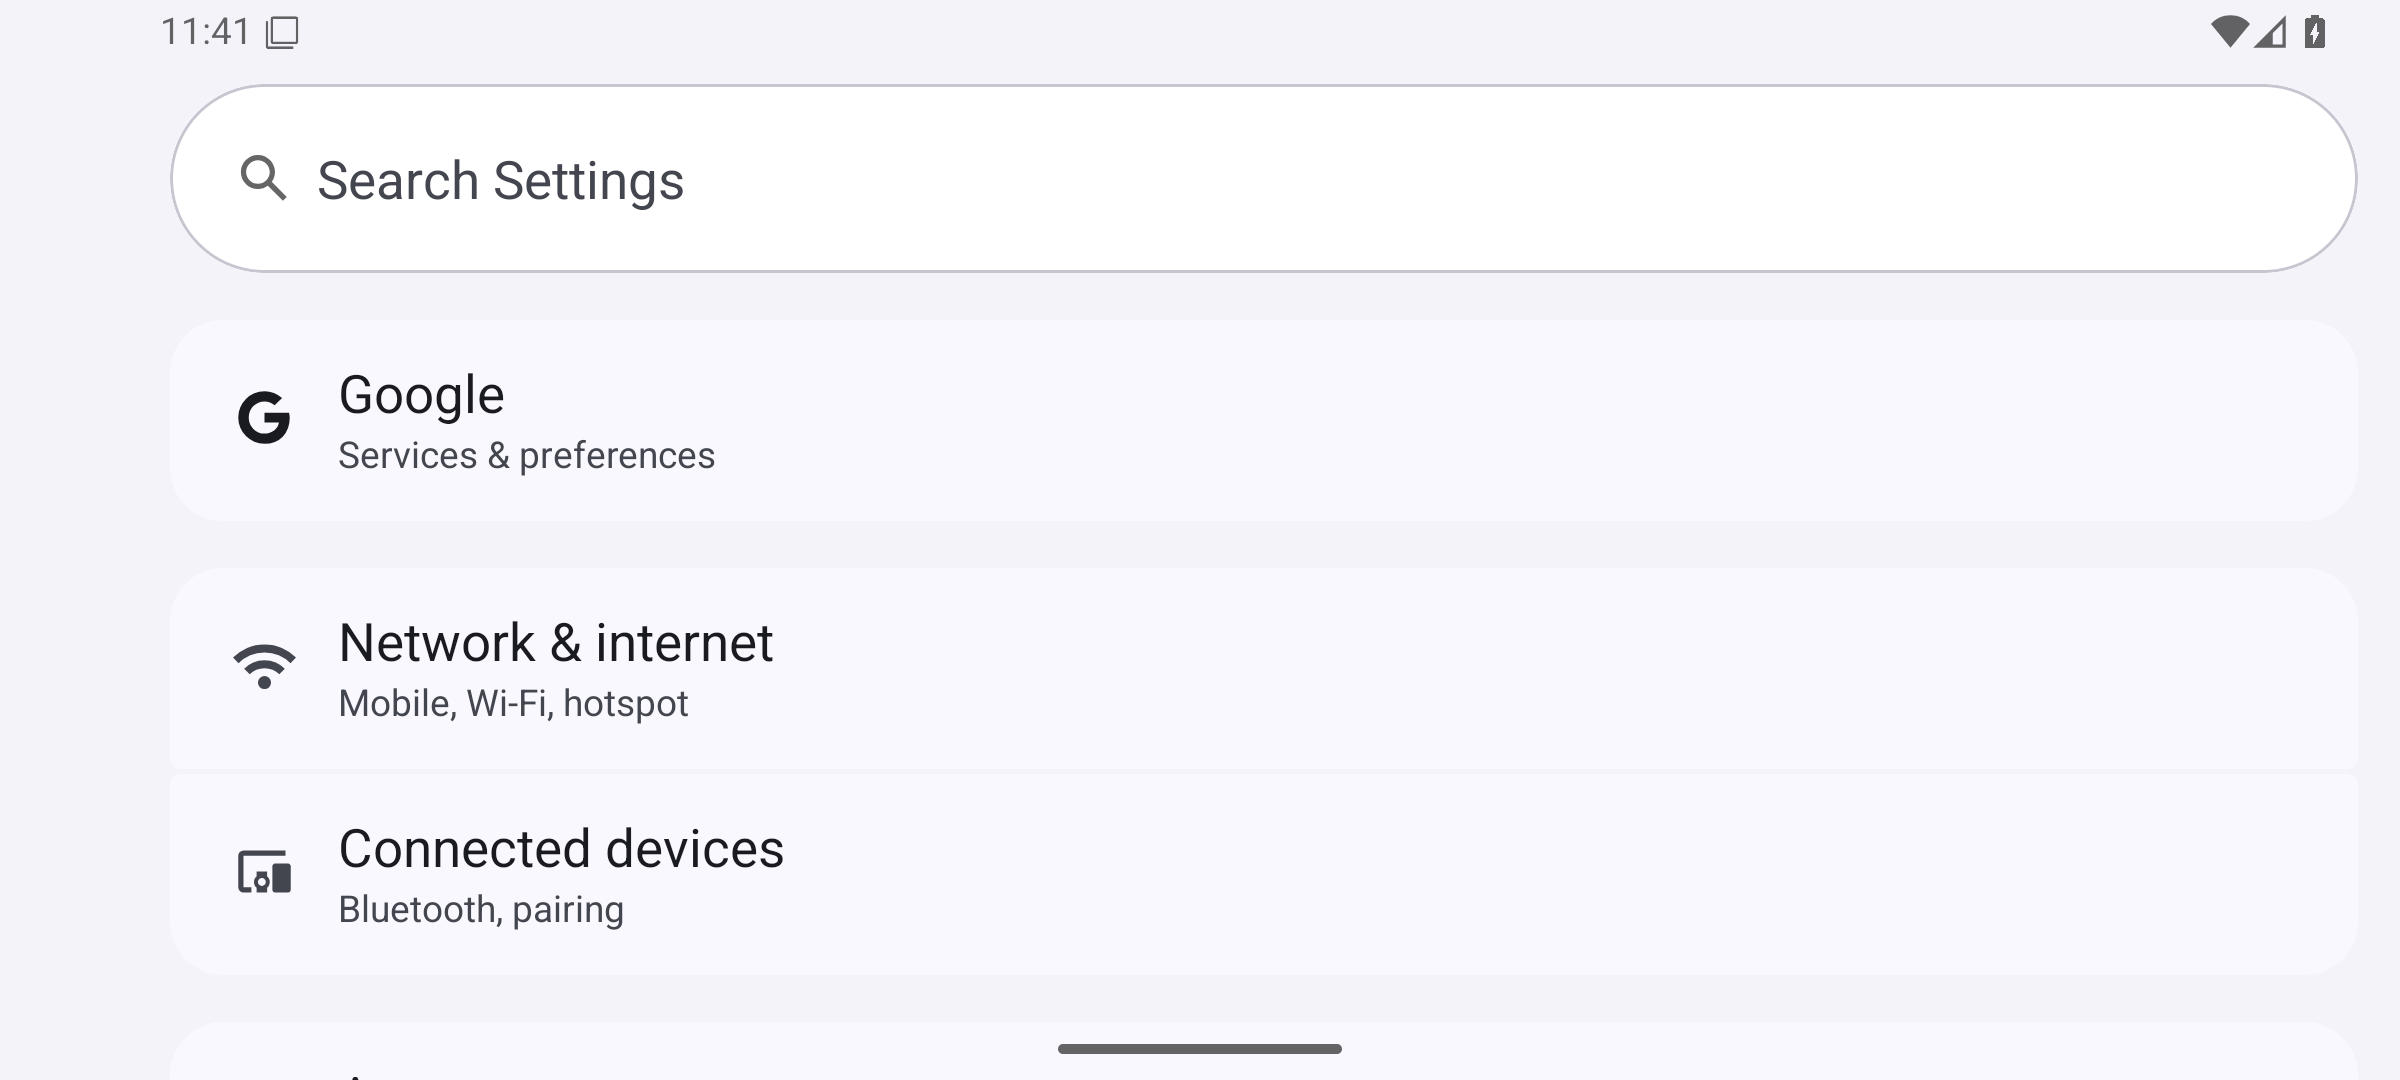 11:41
Search Settings
Google
Services & preferences
Network & internet
Mobile, Wi-Fi, hotspot
Connected devices
Bluetooth, pairing